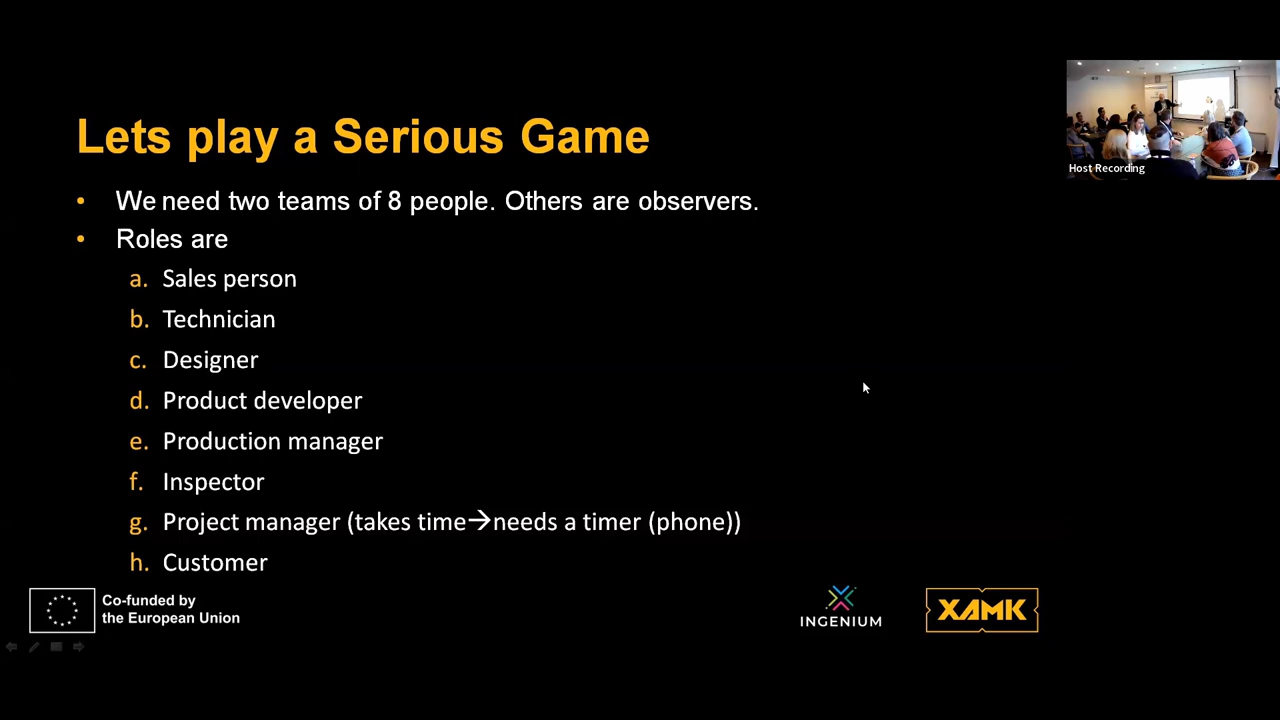 Lets play a Serious Game
• We need two teams of 8 people. Others are observers.
• Roles are
a. Sales person
b. Technician
c. Designer
d. Product developer
e. Production manager
f. Inspector
g. Project manager (takes time→needs a timer (phone))
h. Customer
Co-funded by
the European Union
INGENIUM
XAMK
Host Recording